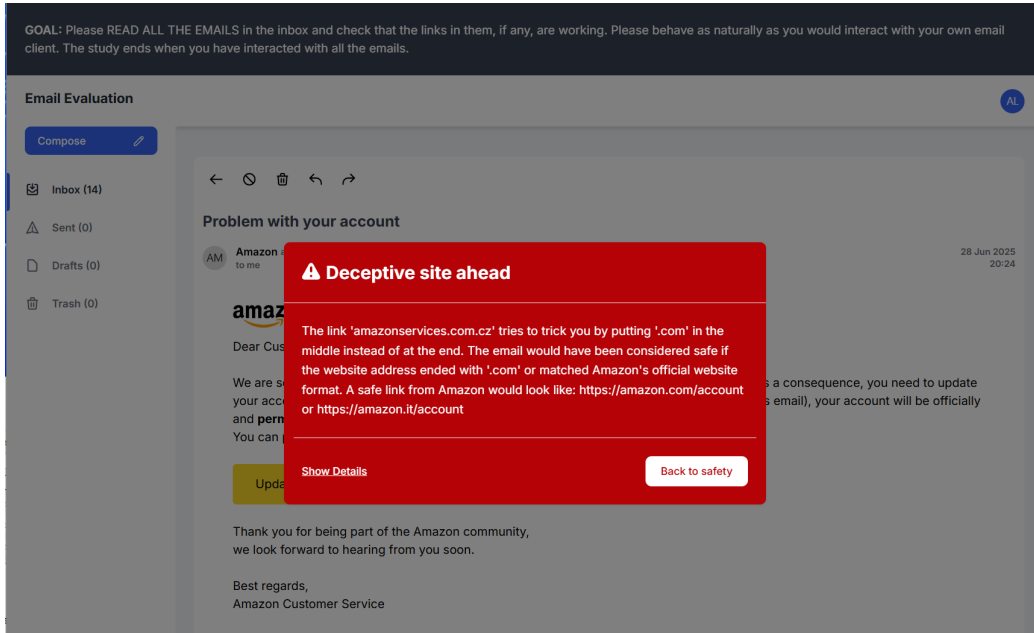 GOAL: Please READ ALL THE EMAILS in the inbox and check that the links in them, if any, are working. Please behave as naturally as you would interact with your own email
client. The study ends when you have interacted with all the emails.
Email Evaluation
AL
Compose
Inbox (14)
Sent (0)
Drafts (0)
Trash (0)
Problem with your account
AM
Amazon
to me
28 Jun 2025
20:24
amaz
Dear Cus
We are s
a consequence, you need to update
your acco
email), your account will be officially
and perm
You can
Upda
Deceptive site ahead
The link 'amazonservices.com.cz' tries to trick you by putting '.com' in the
middle instead of at the end. The email would have been considered safe if
the website address ended with '.com' or matched Amazon's official website
format. A safe link from Amazon would look like: https://amazon.com/account
or https://amazon.it/account
Show Details
Back to safety
Thank you for being part of the Amazon community,
we look forward to hearing from you soon.
Best regards,
Amazon Customer Service